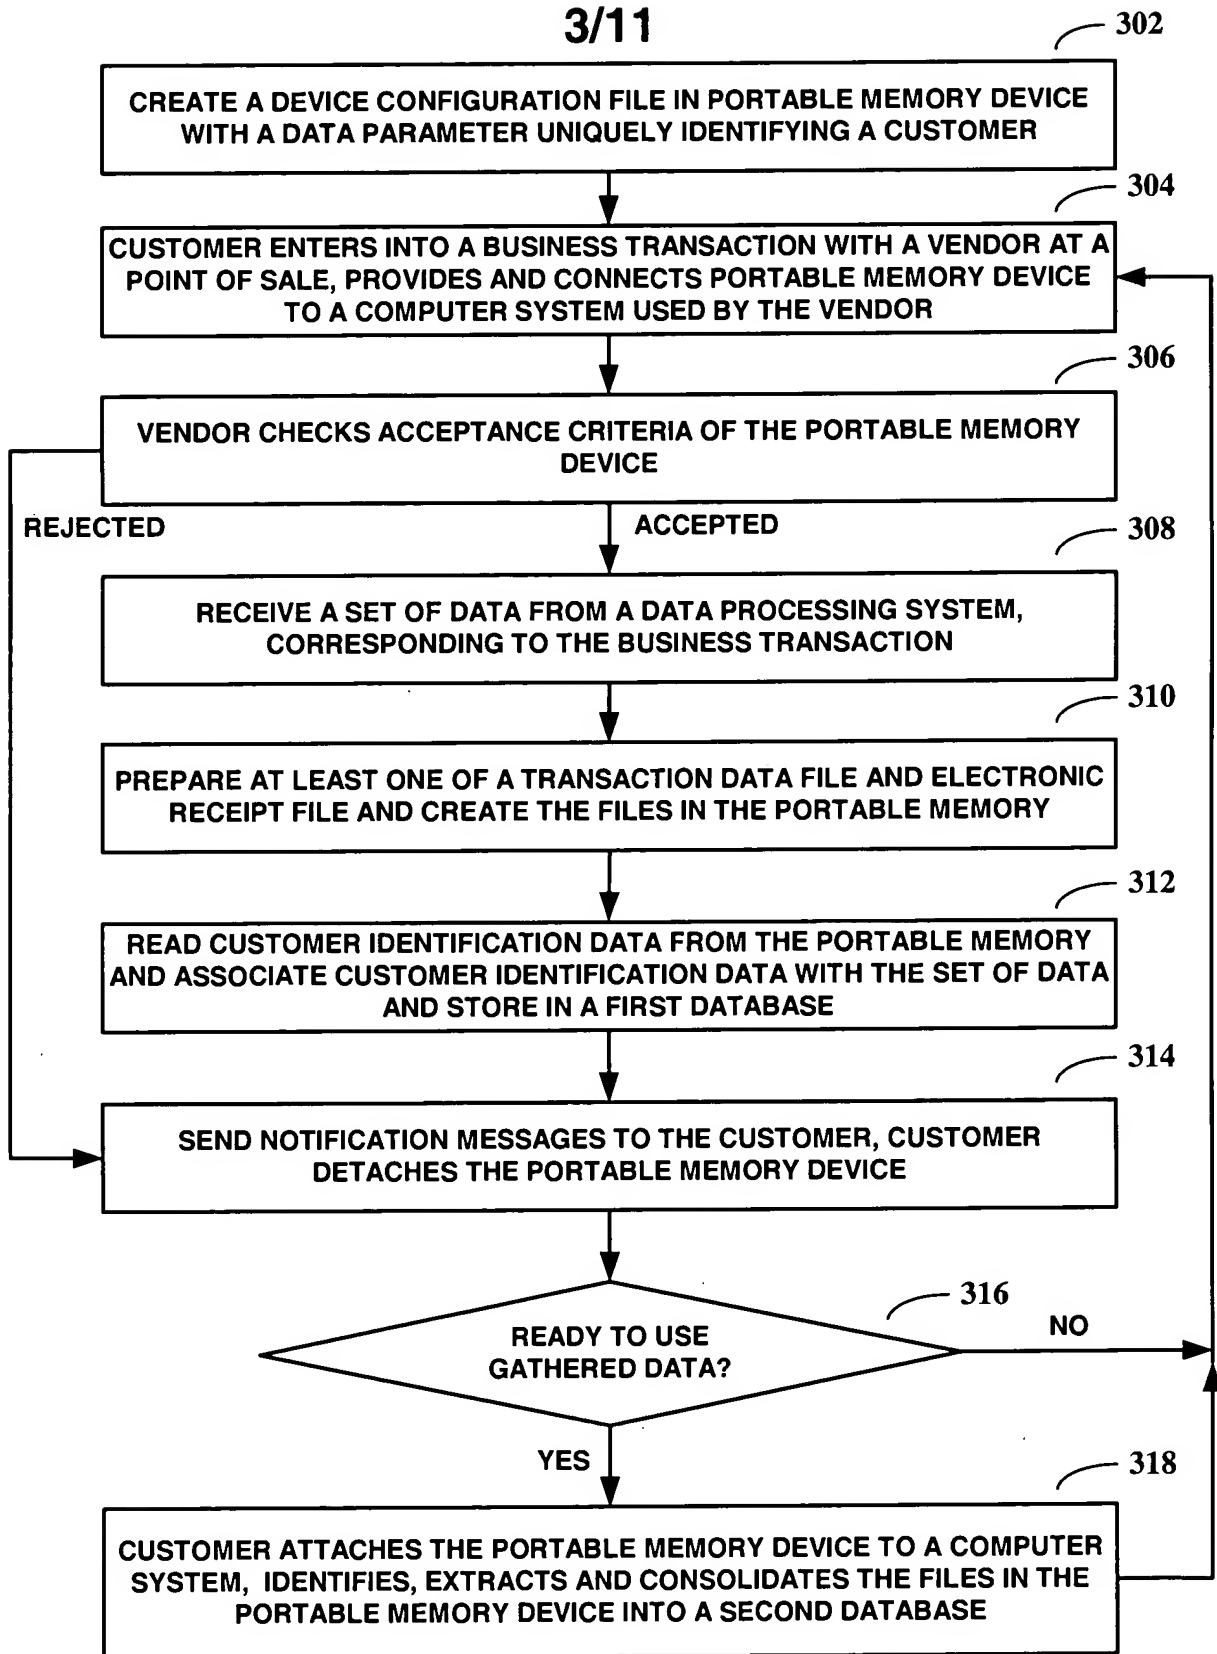 3/11
302
CREATE A DEVICE CONFIGURATION FILE IN PORTABLE MEMORY DEVICE
WITH A DATA PARAMETER UNIQUELY IDENTIFYING A CUSTOMER
304
CUSTOMER ENTERS INTO A BUSINESS TRANSACTION WITH A VENDOR AT A
POINT OF SALE, PROVIDES AND CONNECTS PORTABLE MEMORY DEVICE
TO A COMPUTER SYSTEM USED BY THE VENDOR
306
VENDOR CHECKS ACCEPTANCE CRITERIA OF THE PORTABLE MEMORY
DEVICE
REJECTED
ACCEPTED
308
RECEIVE A SET OF DATA FROM A DATA PROCESSING SYSTEM,
CORRESPONDING TO THE BUSINESS TRANSACTION
310
PREPARE AT LEAST ONE OF A TRANSACTION DATA FILE AND ELECTRONIC
RECEIPT FILE AND CREATE THE FILES IN THE PORTABLE MEMORY
312
READ CUSTOMER IDENTIFICATION DATA FROM THE PORTABLE MEMORY
AND ASSOCIATE CUSTOMER IDENTIFICATION DATA WITH THE SET OF DATA
AND STORE IN A FIRST DATABASE
314
SEND NOTIFICATION MESSAGES TO THE CUSTOMER, CUSTOMER
DETACHES THE PORTABLE MEMORY DEVICE
316
READY TO USE
GATHERED DATA?
NO
YES
318
CUSTOMER ATTACHES THE PORTABLE MEMORY DEVICE TO A COMPUTER
SYSTEM, IDENTIFIES, EXTRACTS AND CONSOLIDATES THE FILES IN THE
PORTABLE MEMORY DEVICE INTO A SECOND DATABASE